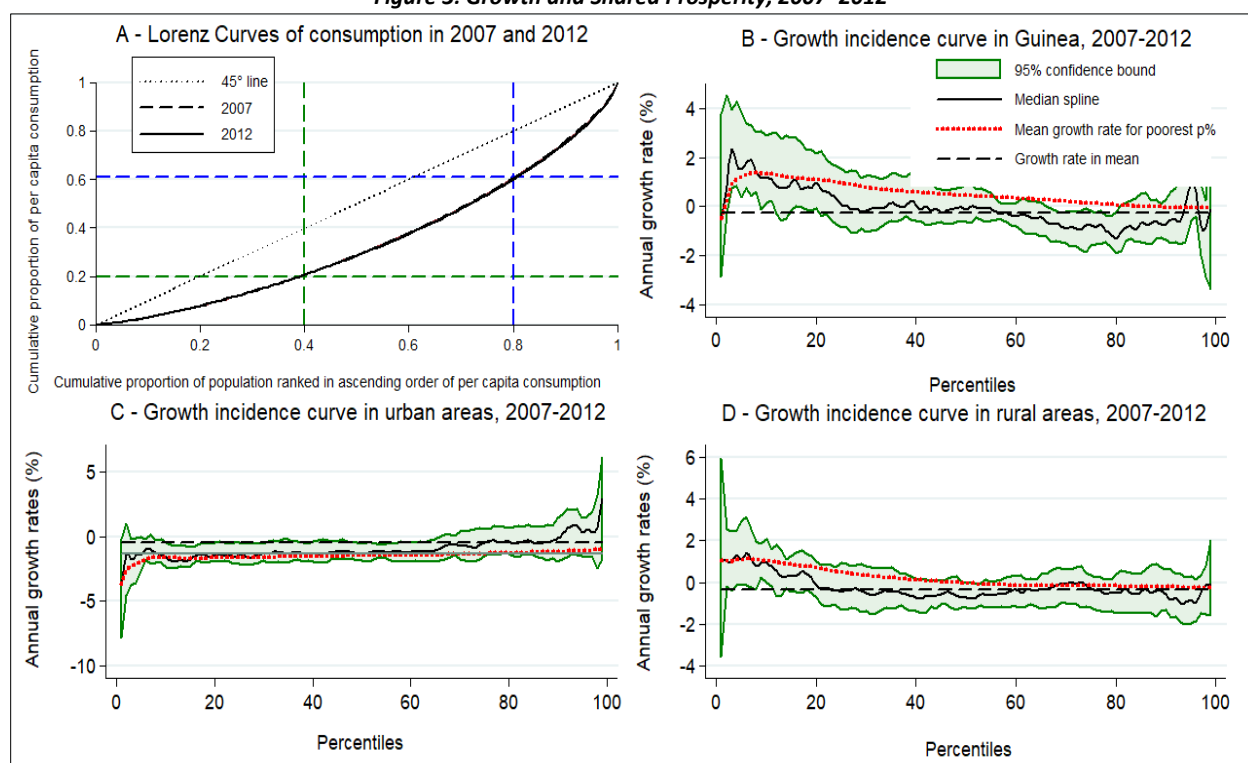 Figure 3: Growth and Shared Prosperity, 2007–2012
A - Lorenz Curves of consumption in 2007 and 2012
45° line
2007
2012
Cumulative proportion of per capita consumption
1
0.8
0.6
0.4
0.2
0
0
0.2
0.4
0.6
0.8
1
Cumulative proportion of population ranked in ascending order of per capita consumption
B - Growth incidence curve in Guinea, 2007-2012
95% confidence bound
Median spline
Mean growth rate for poorest p%
Growth rate in mean
Annual growth rate (%)
4
2
0
-2
-4
0
20
40
60
80
100
Percentiles
C - Growth incidence curve in urban areas, 2007-2012
Annual growth rates (%)
5
0
-5
-10
0
20
40
60
80
100
Percentiles
D - Growth incidence curve in rural areas, 2007-2012
Annual growth rates (%)
6
4
2
0
-2
-4
0
20
40
60
80
100
Percentiles